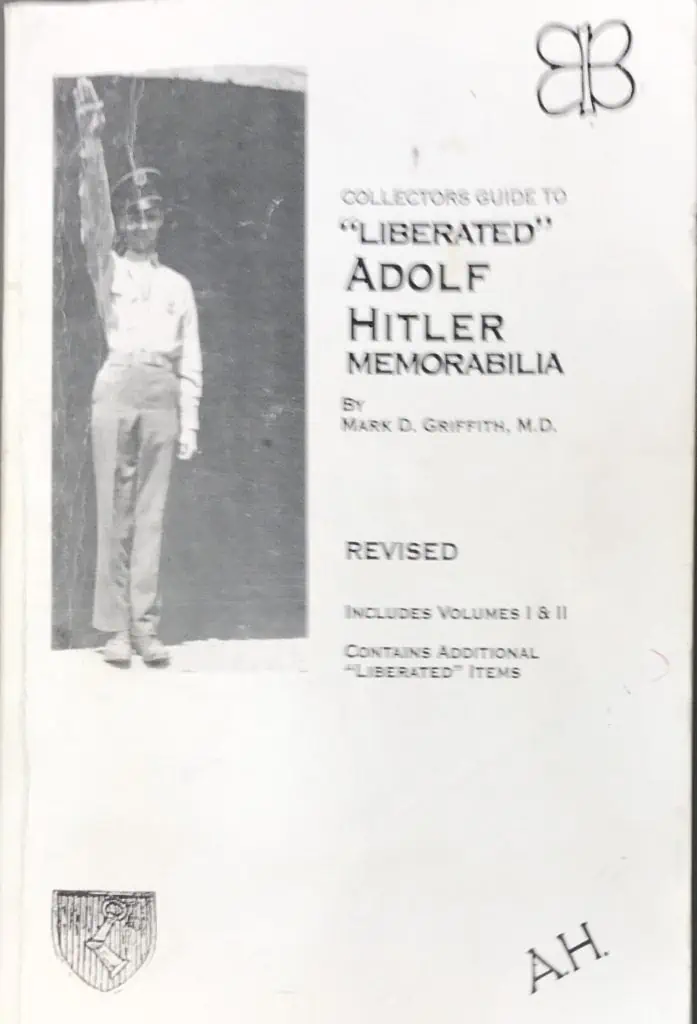 COLLECTORS GUIDE TO
"LIBERATED"
ADOLF
HITLER
MEMORABILIA
BY
MARK D. GRIFFITH, M.D.
REVISED
INCLUDES VOLUMES I & II
CONTAINS ADDITIONAL
"LIBERATED" ITEMS
A.H.